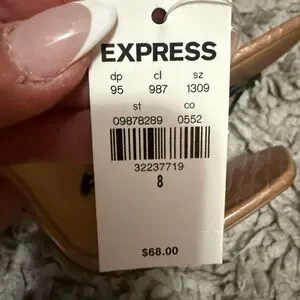 EXPRESS
dp cl sz
95 987 1309
st co
09878289 0552
32237719
8
$68.00